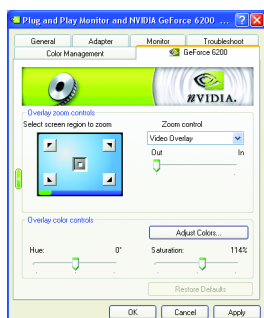 Plug and Play Monitor and NVIDIA GeForce 6200 ...
General Adapter Monitor Troubleshoot
Color Management GeForce 6200
NVIDIA.
Overlay zoom controls
Select screen region to zoom
Zoom control
Video Overlay
Out In
Overlay color controls
Adjust Colors...
Hue: 0° Saturation: 114%
Restore Defaults
OK Cancel Apply